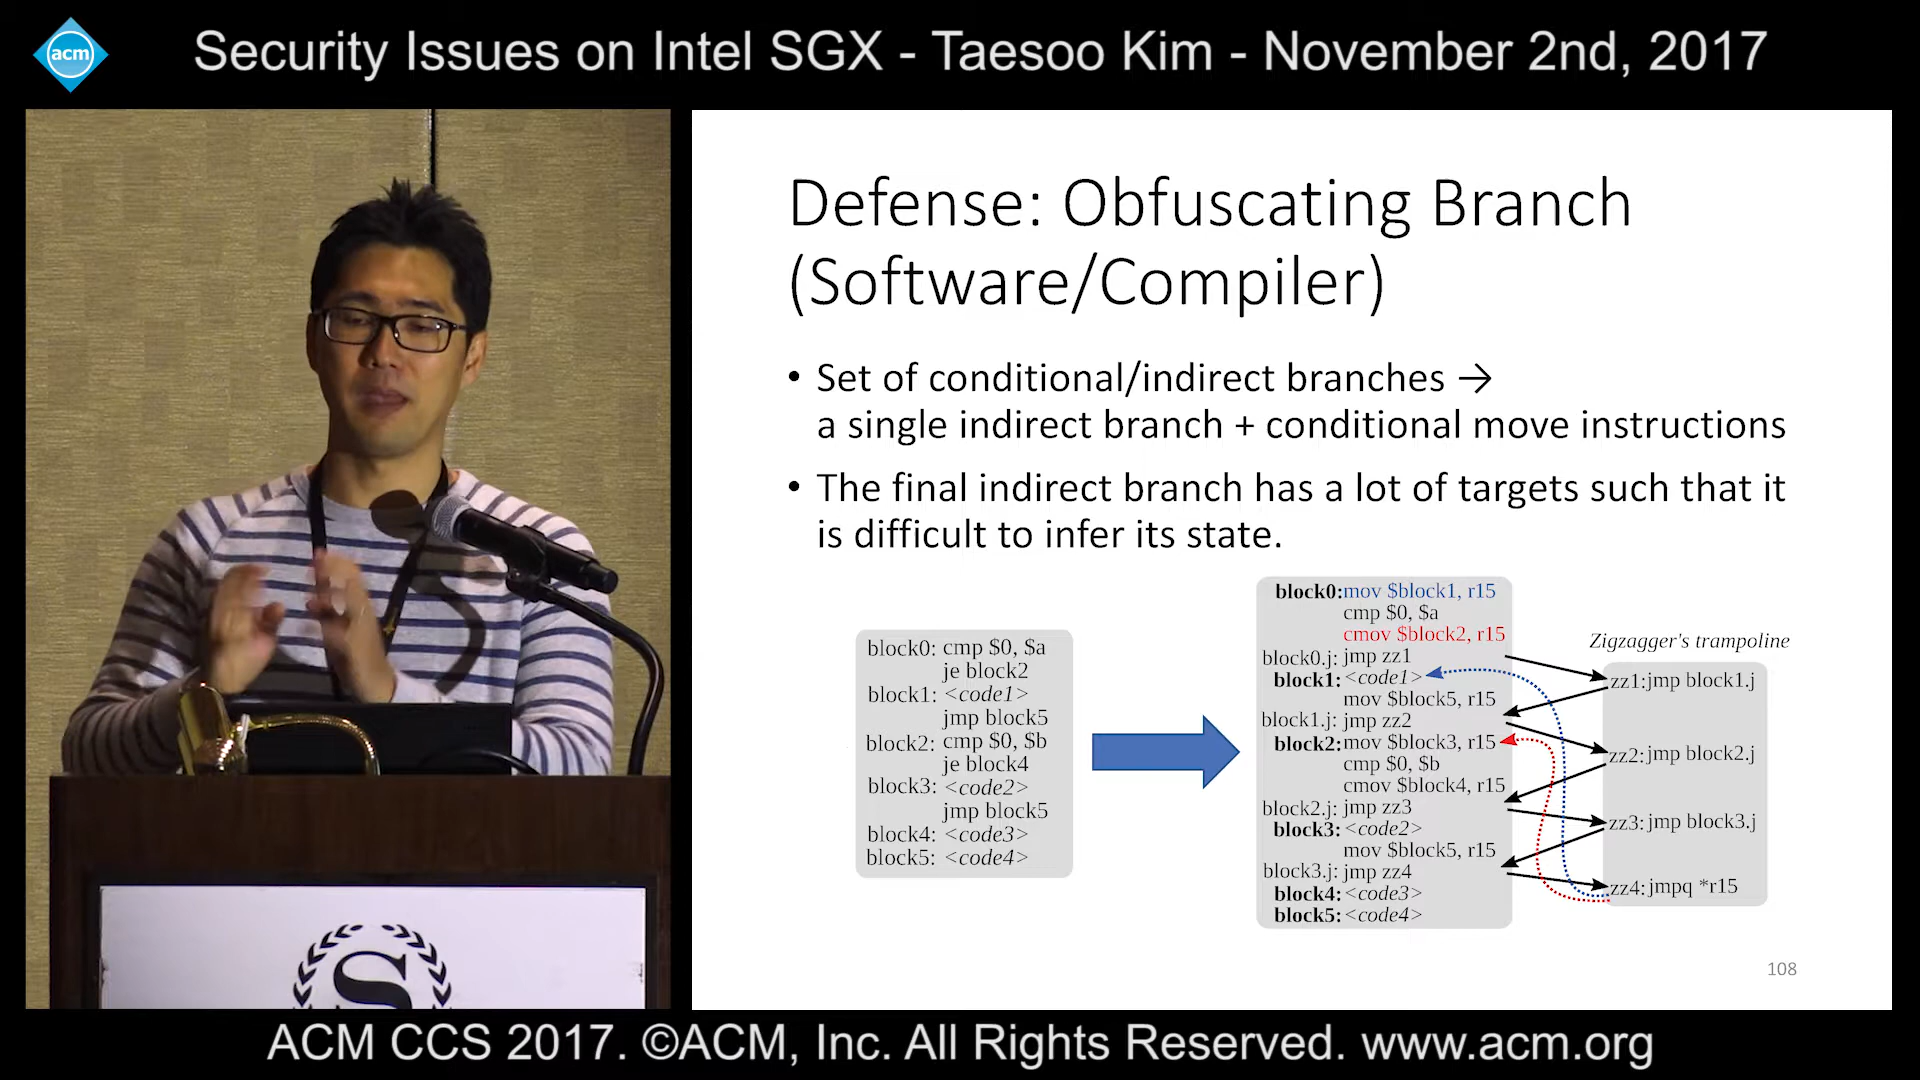 acm
Security Issues on Intel SGX - Taesoo Kim - November 2nd, 2017
Defense: Obfuscating Branch
(Software/Compiler)
• Set of conditional/indirect branches →
a single indirect branch + conditional move instructions
• The final indirect branch has a lot of targets such that it
is difficult to infer its state.
block0: cmp $0, $a
je block2
block1: <code1>
jmp block5
block2: cmp $0, $b
je block4
block3: <code2>
jmp block5
block4: <code3>
block5: <code4>
block0: mov $block1, r15
cmp $0, $a
cmov $block2, r15
block0.j: jmp zz1
block1: <code1>
mov $block5, r15
block1.j: jmp zz2
block2: mov $block3, r15
cmp $0, $b
cmov $block4, r15
block2.j: jmp zz3
block3: <code2>
mov $block5, r15
block3.j: jmp zz4
block4: <code3>
block5: <code4>
Zigzagger's trampoline
zz1: jmp block1.j
zz2: jmp block2.j
zz3: jmp block3.j
zz4: jmpq *r15
108
S
ACM CCS 2017. ©ACM, Inc. All Rights Reserved. www.acm.org